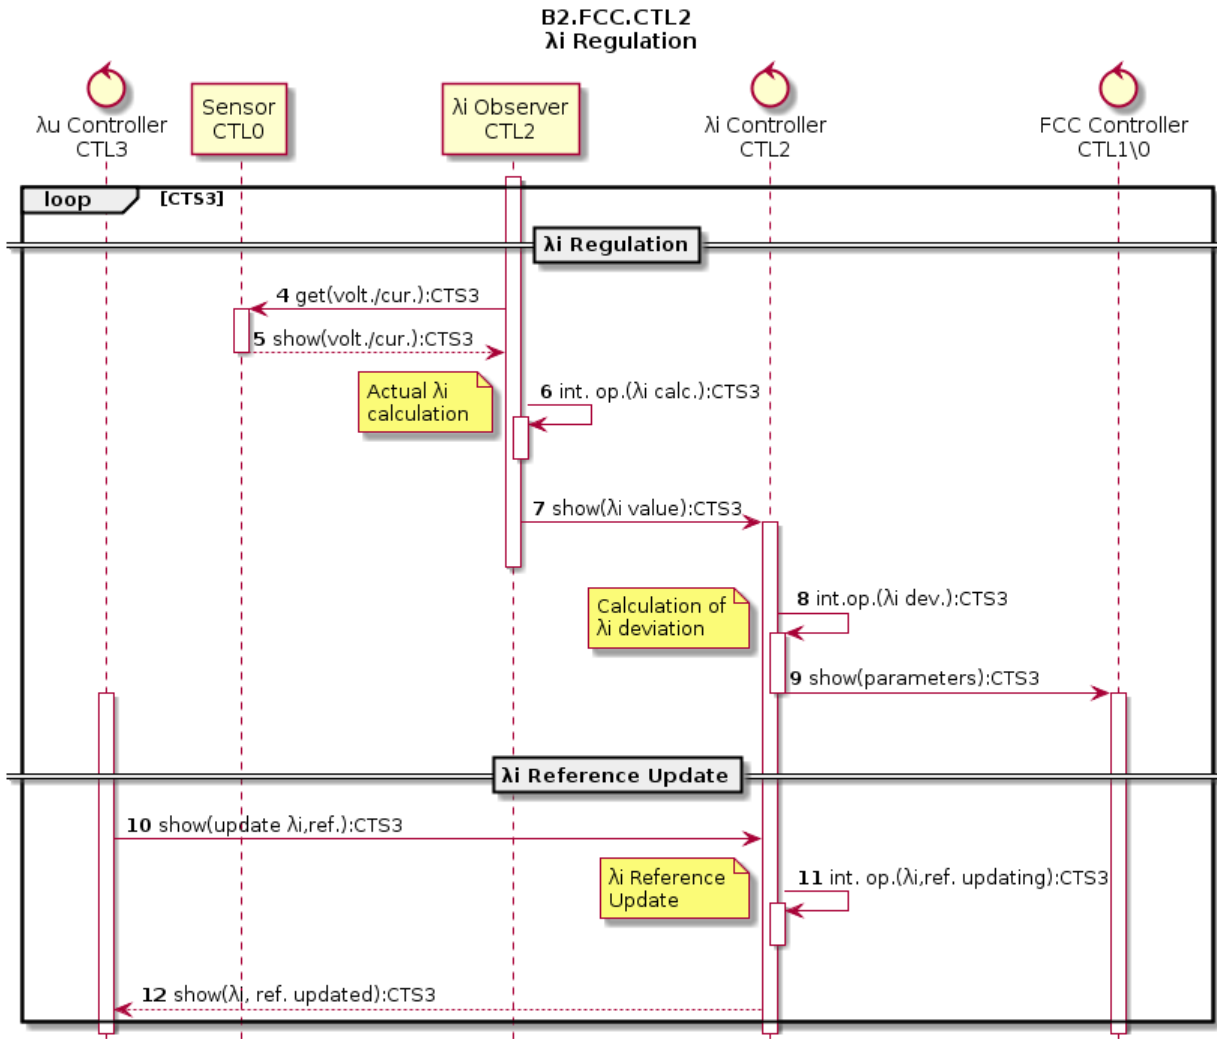 B2.FCC.CTL2
λi Regulation
λu Controller
CTL3
Sensor
CTL0
λi Observer
CTL2
λi Controller
CTL2
FCC Controller
CTL1\0
loop [CTS3]
λi Regulation
4 get(volt./cur.):CTS3
5 show(volt./cur.):CTS3
Actual λi
calculation
6 int. op.(λi calc.):CTS3
7 show(λi value):CTS3
Calculation of
λi deviation
8 int.op.(λi dev.):CTS3
9 show(parameters):CTS3
λi Reference Update
10 show(update λi,ref.):CTS3
λi Reference
Update
11 int. op.(λi,ref. updating):CTS3
12 show(λi, ref. updated):CTS3